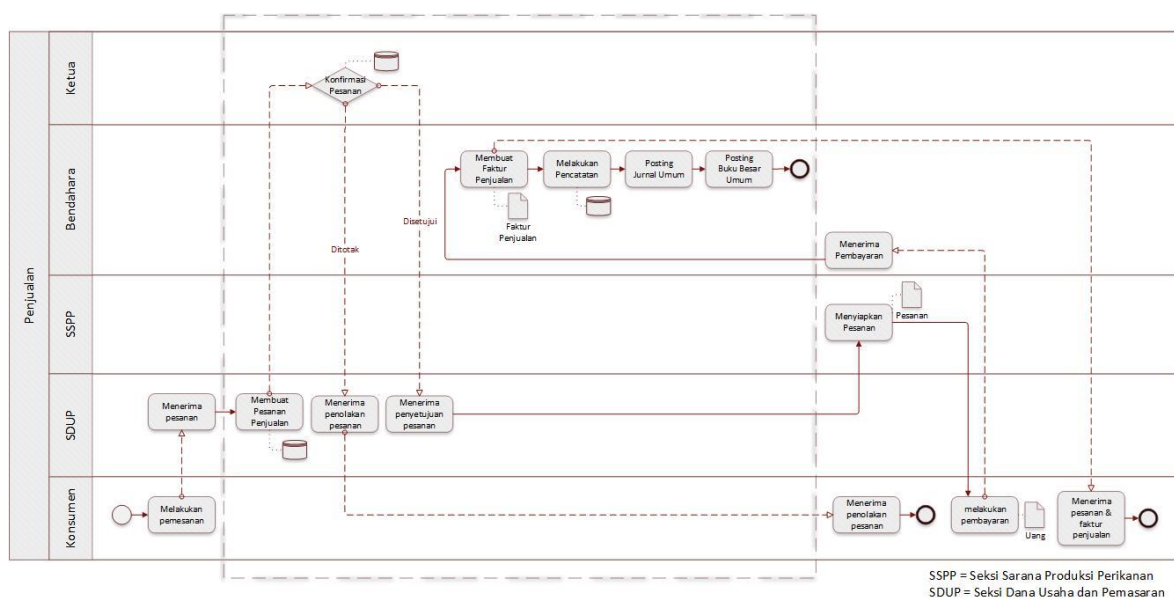 Penjualan
Ketua
Konfirmasi
Pesanan
Bendahara
Membuat
Faktur
Penjualan
Melakukan
Pencatatan
Posting
Jurnal Umum
Posting
Buku Besar
Umum
Faktur
Penjualan
Disetujui
Ditotak
Menerima
Pembayaran
SSPP
Menyiapkan
Pesanan
Pesanan
SDUP
Menerima
pesanan
Membuat
Pesanan
Penjualan
Menerima
penolakan
pesanan
Menerima
penyetujuan
pesanan
Konsumen
Melakukan
pemesanan
Menerima
penolakan
pesanan
melakukan
pembayaran
Uang
Menerima
pesanan &
faktur
penjualan
SSPP = Seksi Sarana Produksi Perikanan
SDUP = Seksi Dana Usaha dan Pemasaran